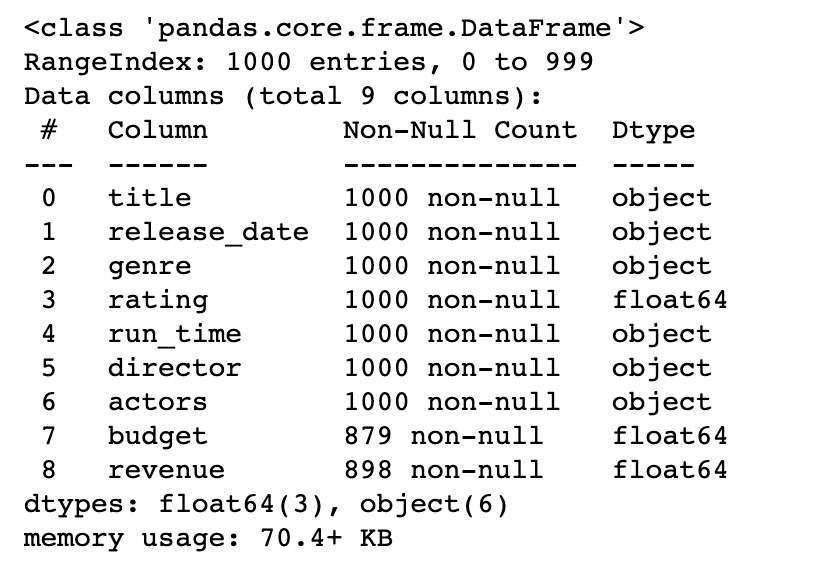 <class 'pandas.core.frame.DataFrame'>
RangeIndex: 1000 entries, 0 to 999
Data columns (total 9 columns):
 #   Column        Non-Null Count  Dtype
---  ------        --------------  -----
 0   title         1000 non-null   object
 1   release_date  1000 non-null   object
 2   genre         1000 non-null   object
 3   rating        1000 non-null   float64
 4   run_time      1000 non-null   object
 5   director      1000 non-null   object
 6   actors        1000 non-null   object
 7   budget        879 non-null    float64
 8   revenue       898 non-null    float64
dtypes: float64(3), object(6)
memory usage: 70.4+ KB